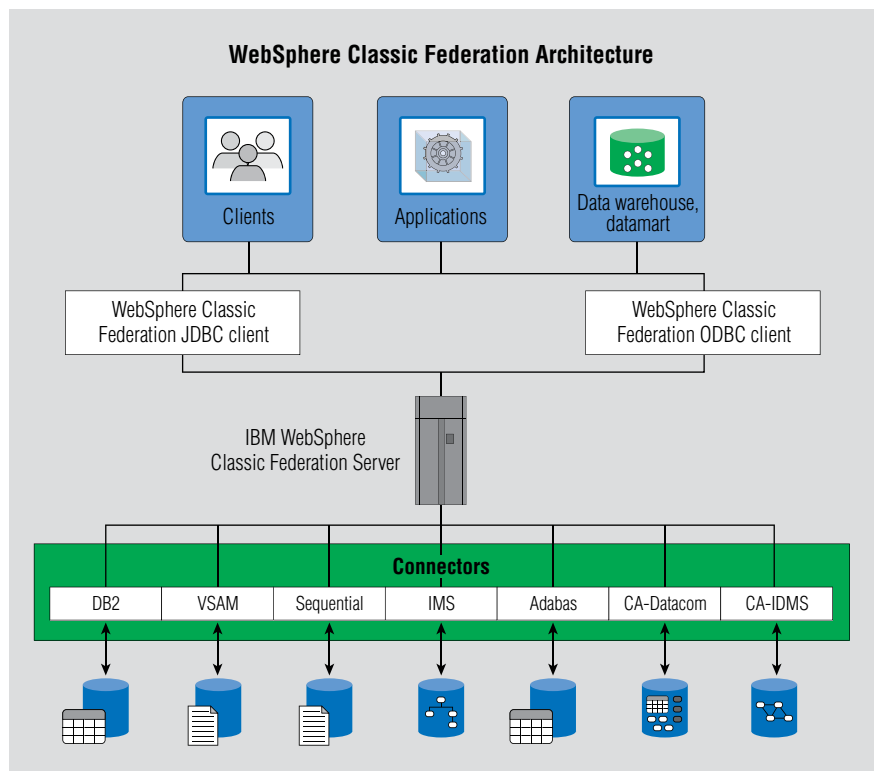 WebSphere Classic Federation Architecture
Clients
Applications
Data warehouse,
datamart
WebSphere Classic
Federation JDBC client
WebSphere Classic
Federation ODBC client
IBM WebSphere
Classic Federation Server
Connectors
DB2
VSAM
Sequential
IMS
Adabas
CA-Datacom
CA-IDMS